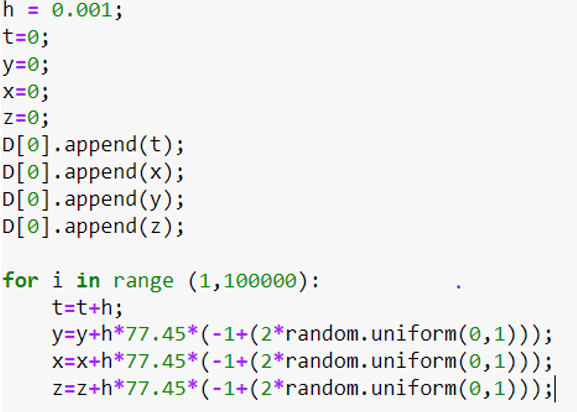 h = 0.001;
t=0;
y=0;
x=0;
z=0;
D[0].append(t);
D[0].append(x);
D[0].append(y);
D[0].append(z);
for i in range (1,100000):
    t=t+h;
    y=y+h*77.45*(-1+(2*random.uniform(0,1)));
    x=x+h*77.45*(-1+(2*random.uniform(0,1)));
    z=z+h*77.45*(-1+(2*random.uniform(0,1)));